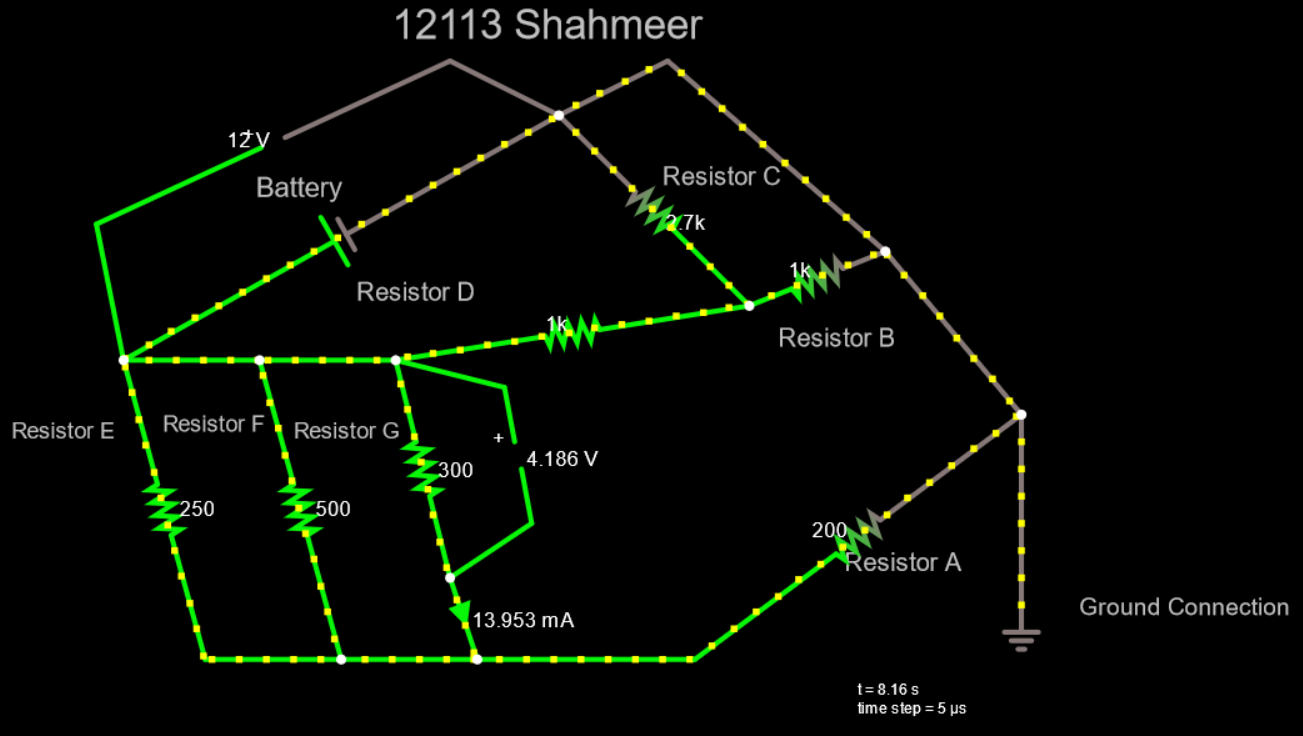 12113 Shahmeer
12 V
+
Battery
Resistor C
2.7k
Resistor D
1k
1k
Resistor B
Resistor E
Resistor F
Resistor G
+
4.186 V
300
250
500
200
Resistor A
13.953 mA
Ground Connection
t = 8.16 s
time step = 5 µs